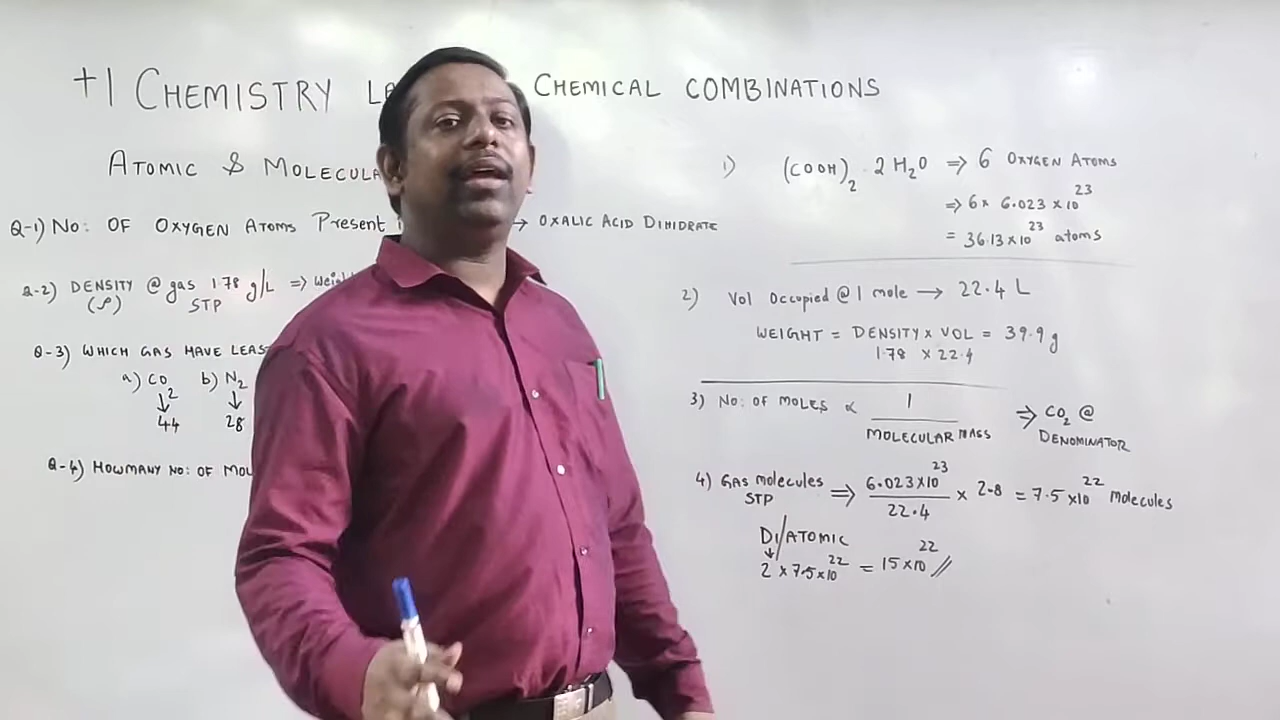 +1 CHEMISTRY LA CHEMICAL COMBINATIONS
ATOMIC & MOLECULA
Q-1) NO: OF OXYGEN ATOMS Present i → OXALIC ACID DIHIDRATE
Q-2) DENSITY @ gas 1.78 g/L ⇒ Weigh
(ρ) STP
Q-3) WHICH GAS HAVE LEAS
a) CO2 b) N2
↓ ↓
44 28
Q-4) HOWMANY NO: OF MOL
1) (COOH)2 . 2H2O ⇒ 6 OXYGEN ATOMS
⇒ 6 x 6.023 x 10^23
= 36.13 x 10^23 atoms
2) Vol Occupied @ 1 mole → 22.4 L
WEIGHT = DENSITY x VOL = 39.9 g
1.78 x 22.4
3) NO: OF MOLES ∝ 1 / MOLECULAR MASS ⇒ CO2 @
DENOMINATOR
4) GAS molecules ⇒ 6.023 x 10^23 / 22.4 x 2.8 = 7.5 x 10^22 Molecules
STP
DI/ATOMIC
↓
2 x 7.5 x 10^22 = 15 x 10^22 //